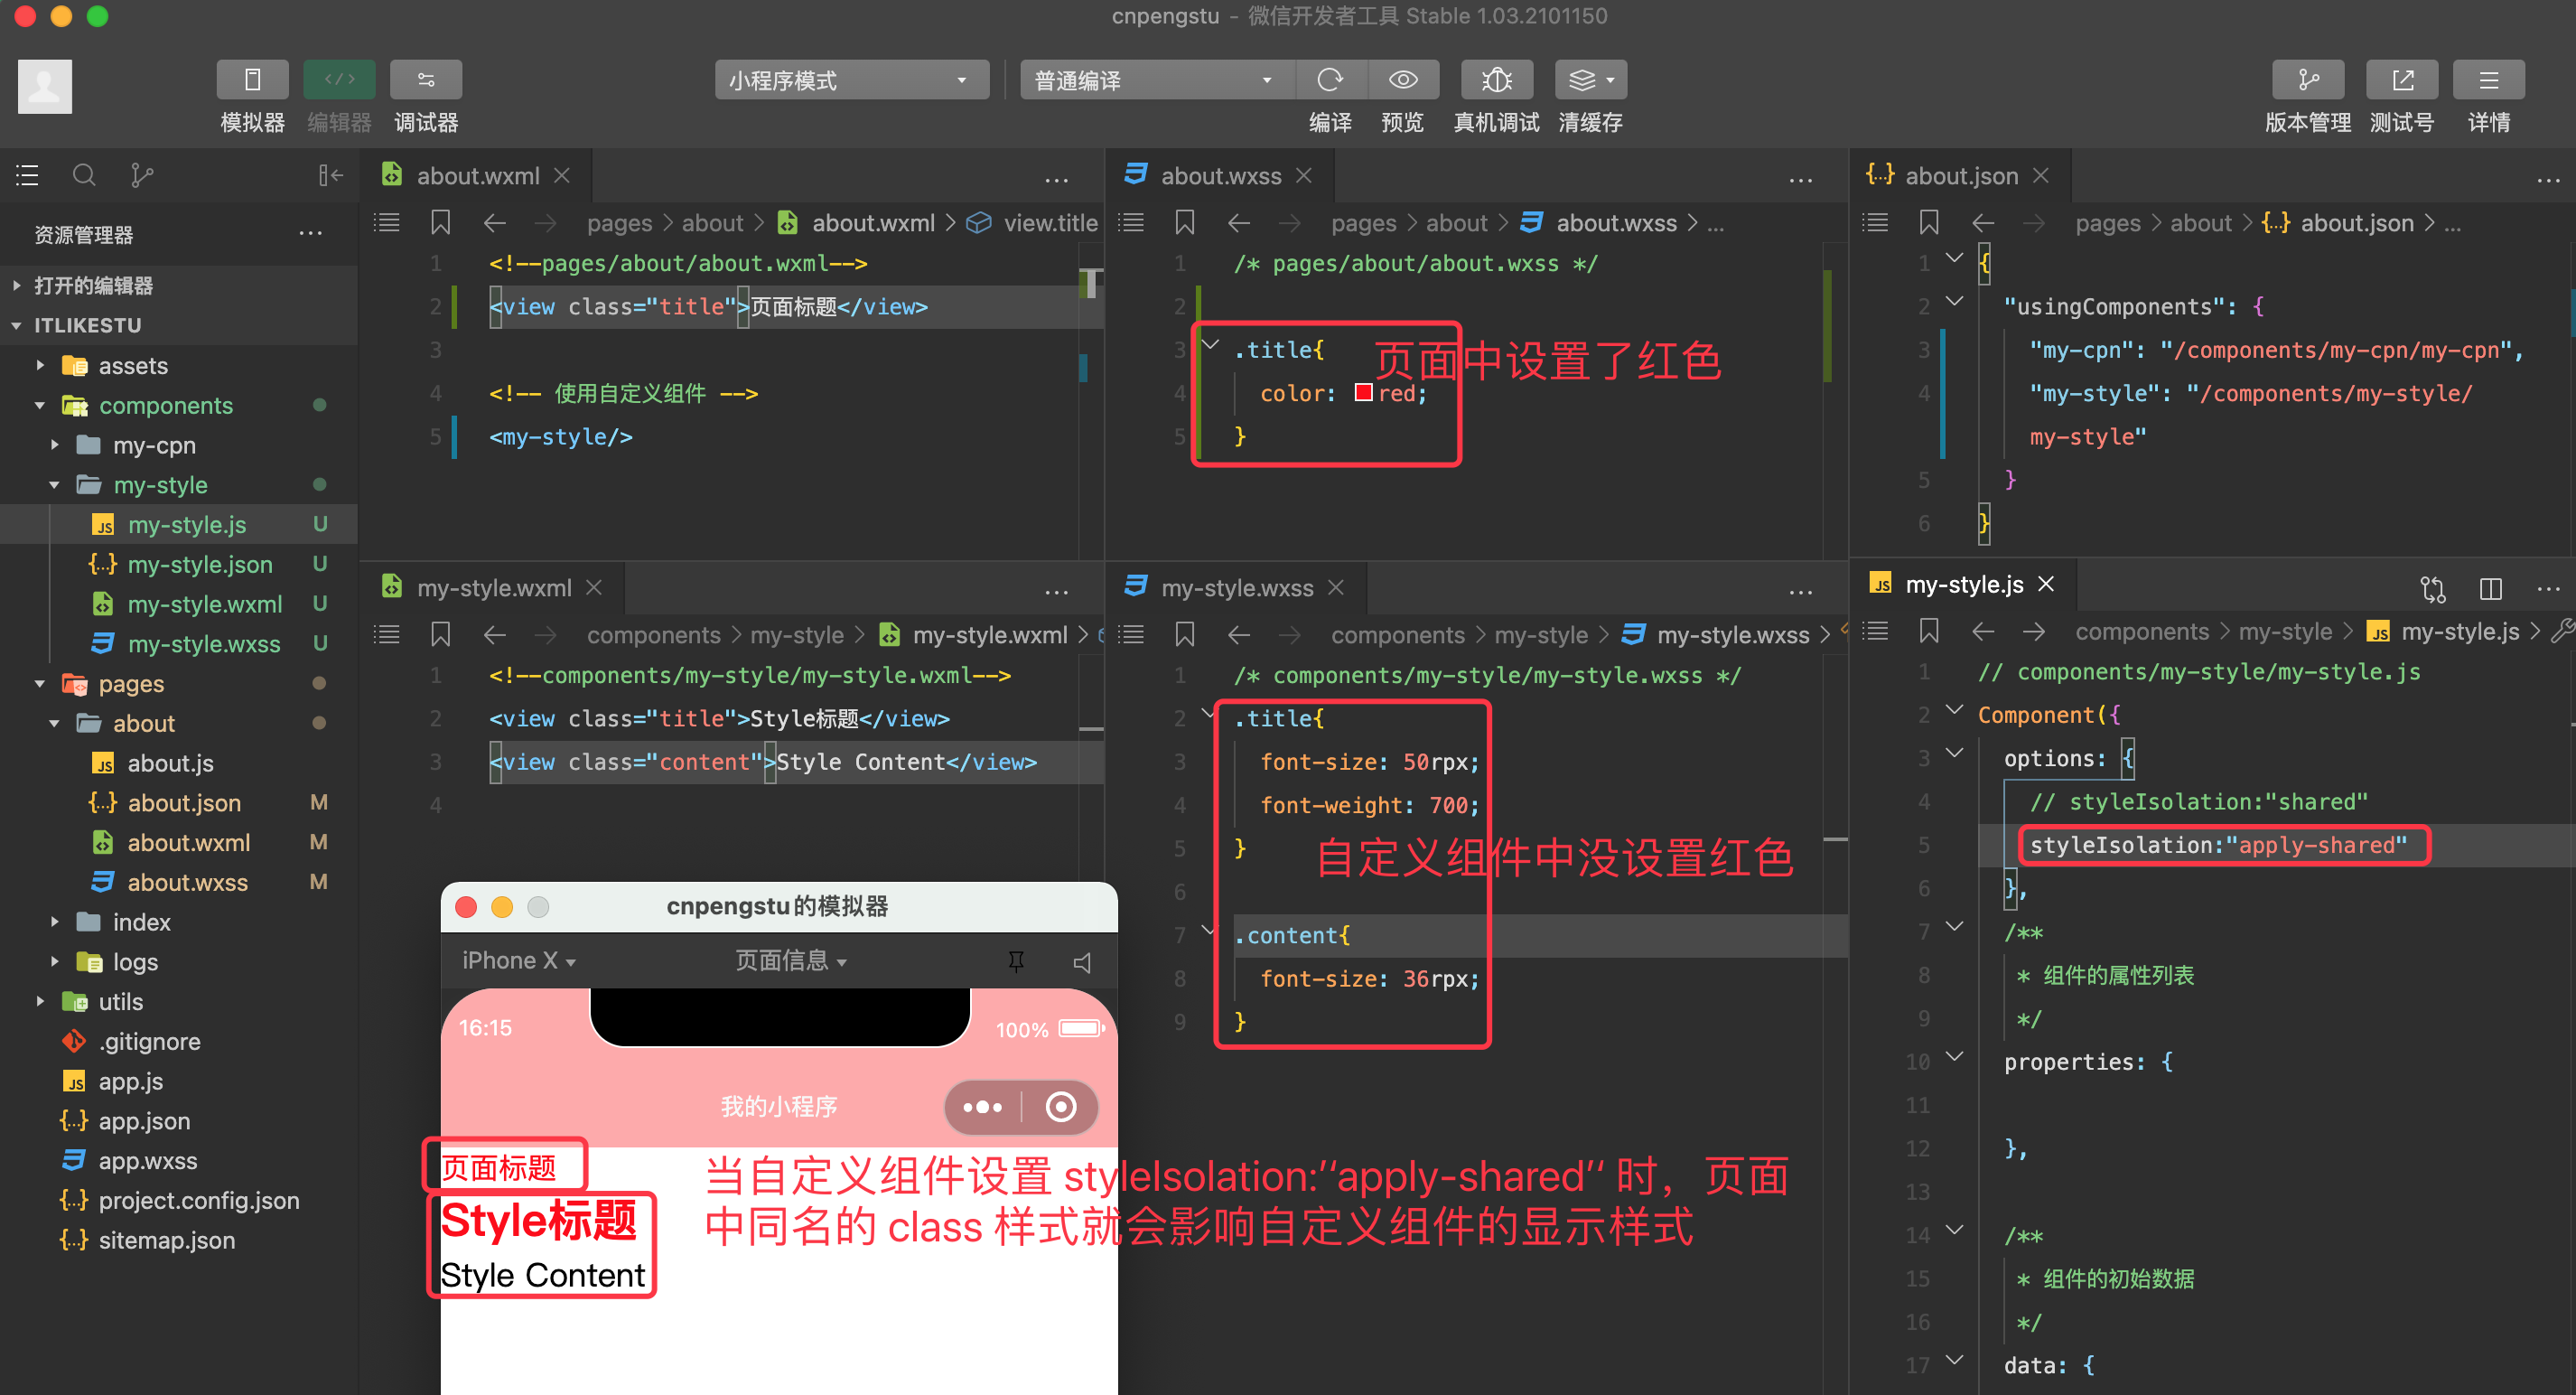 cnpengstu - 微信开发者工具 Stable 1.03.2101150
模拟器
编辑器
调试器
小程序模式
普通编译
编译
预览
真机调试
清缓存
版本管理
测试号
详情
资源管理器
打开的编辑器
ITLIKESTU
assets
components
my-cpn
my-style
JS my-style.js U
{..} my-style.json U
my-style.wxml U
my-style.wxss U
pages
about
JS about.js
{..} about.json M
about.wxml M
about.wxss M
index
logs
utils
.gitignore
JS app.js
{..} app.json
app.wxss
{..} project.config.json
{..} sitemap.json
about.wxml
pages > about > about.wxml > view.title
1 <!--pages/about/about.wxml-->
2 <view class="title">页面标题</view>
3
4 <!-- 使用自定义组件 -->
5 <my-style/>
about.wxss
pages > about > about.wxss > ...
1 /* pages/about/about.wxss */
2
3 .title{
4 color: red;
5 }
页面中设置了红色
{..} about.json
pages > about > {..} about.json > ...
1 {
2 "usingComponents": {
3 "my-cpn": "/components/my-cpn/my-cpn",
4 "my-style": "/components/my-style/
my-style"
5 }
6 }
my-style.wxml
components > my-style > my-style.wxml >
1 <!--components/my-style/my-style.wxml-->
2 <view class="title">Style标题</view>
3 <view class="content">Style Content</view>
4
my-style.wxss
components > my-style > my-style.wxss >
1 /* components/my-style/my-style.wxss */
2 .title{
3 font-size: 50rpx;
4 font-weight: 700;
5 }
6
7 .content{
8 font-size: 36rpx;
9 }
自定义组件中没设置红色
JS my-style.js
components > my-style > JS my-style.js >
1 // components/my-style/my-style.js
2 Component({
3 options: {
4 // styleIsolation:"shared"
5 styleIsolation:"apply-shared"
6 },
7 /**
8 * 组件的属性列表
9 */
10 properties: {
11
12 },
13
14 /**
15 * 组件的初始数据
16 */
17 data: {
cnpengstu的模拟器
iPhone X
页面信息
16:15
100%
我的小程序
页面标题
Style标题
Style Content
当自定义组件设置 styleIsolation:’‘apply-shared’‘ 时，页面
中同名的 class 样式就会影响自定义组件的显示样式